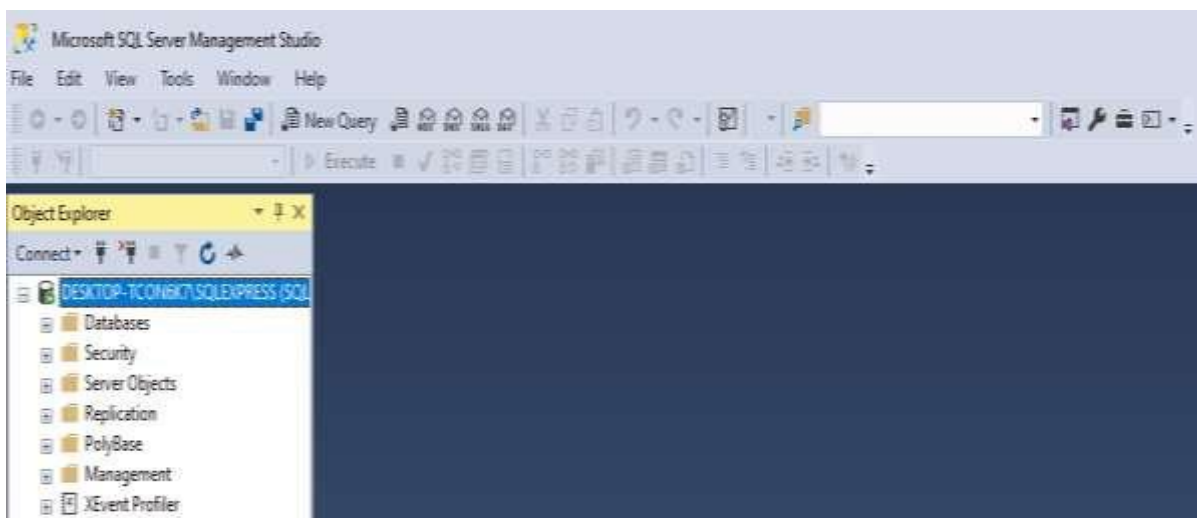 Microsoft SQL Server Management Studio
File Edit View Tools Window Help
New Query
Execute
Object Explorer
Connect
DESKTOP-TCON6K7\SQLEXPRESS (SQL
Databases
Security
Server Objects
Replication
PolyBase
Management
XEvent Profiler